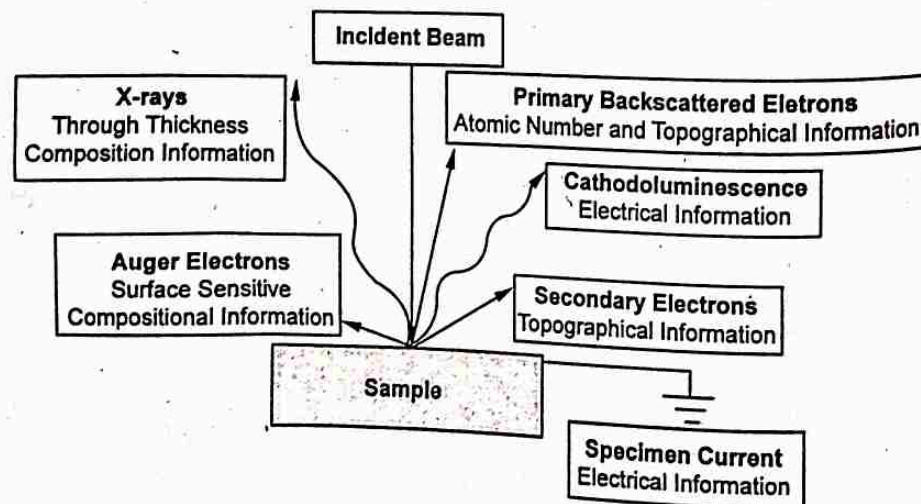 Incident Beam
X-rays
Through Thickness
Composition Information
Primary Backscattered Eletrons
Atomic Number and Topographical Information
Cathodoluminescence
Electrical Information
Auger Electrons
Surface Sensitive
Compositional Information
Secondary Electrons
Topographical Information
Sample
Specimen Current
Electrical Information